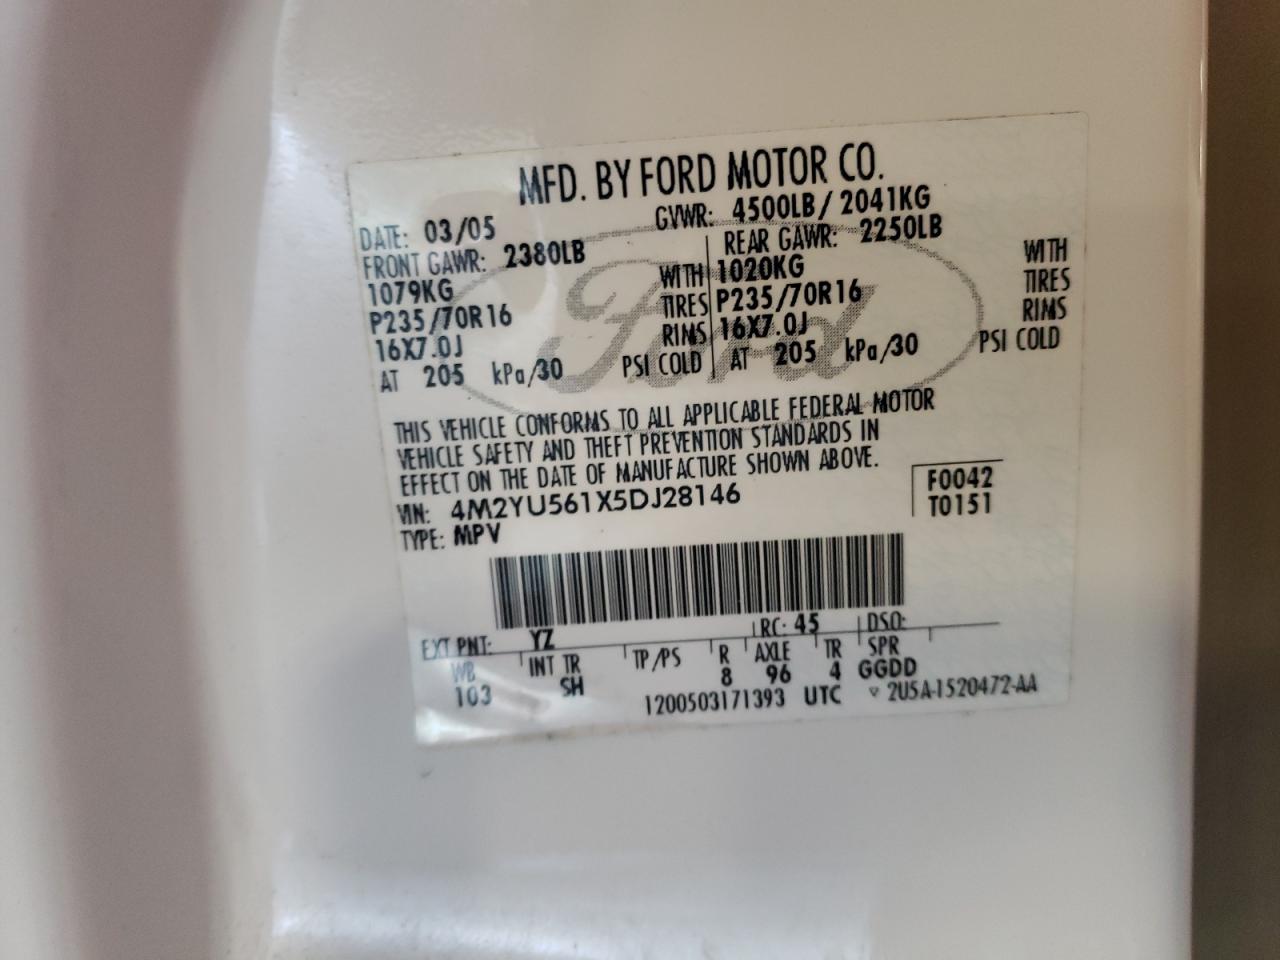 MFD. BY FORD MOTOR CO.
DATE: 03/05 GVWR: 4500LB/ 2041KG
FRONT GAWR: 2380LB REAR GAWR: 2250LB
1079KG WITH 1020KG WITH
P235/70R16 TIRES P235/70R16 TIRES
16X7.0J RIMS 16X7.0J RIMS
AT 205 kPa/30 PSI COLD AT 205 kPa/30 PSI COLD
Ford
THIS VEHICLE CONFORMS TO ALL APPLICABLE FEDERAL MOTOR
VEHICLE SAFETY AND THEFT PREVENTION STANDARDS IN
EFFECT ON THE DATE OF MANUFACTURE SHOWN ABOVE.
VIN: 4M2YU561X5DJ28146 F0042
TYPE: MPV T0151
EXT PNT: YZ RC: 45 DSO:
WB INT TR TP/PS R AXLE TR SPR
103 SH 8 96 4 GGDD
1200503171393 UTC ▽ 2U5A-1520472-AA